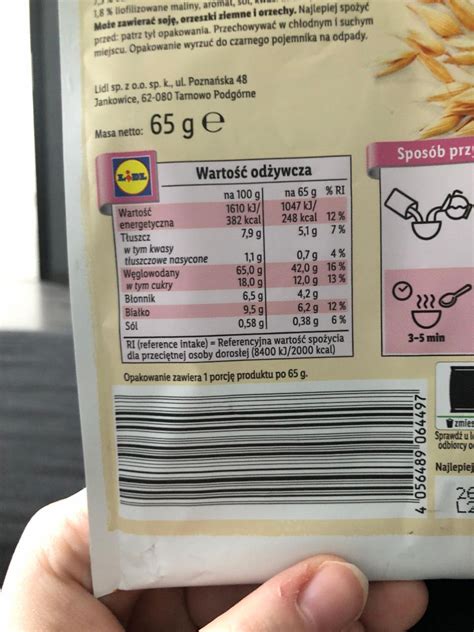 1,8 % liofilizowane maliny, aromat, sól,
Może zawierać soję, orzeszki ziemne i orzechy. Najlepiej spożyć
przed: patrz tył opakowania. Przechowywać w chłodnym i suchym
miejscu. Opakowanie wyrzuć do czarnego pojemnika na odpady.
Lidl sp. z o.o. sp. k., ul. Poznańska 48
Jankowice, 62-080 Tarnowo Podgórne
Masa netto: 65 g e
LIDL
Wartość odżywcza
na 100 g na 65 g % RI
Wartość 1610 kJ/ 1047 kJ/
energetyczna 382 kcal 248 kcal 12 %
Tłuszcz 7,9 g 5,1 g 7 %
w tym kwasy
tłuszczowe nasycone 1,1 g 0,7 g 4 %
Węglowodany 65,0 g 42,0 g 16 %
w tym cukry 18,0 g 12,0 g 13 %
Błonnik 6,5 g 4,2 g
Białko 9,5 g 6,2 g 12 %
Sól 0,58 g 0,38 g 6 %
RI (reference intake) = Referencyjna wartość spożycia
dla przeciętnej osoby dorosłej (8400 kJ/2000 kcal)
Opakowanie zawiera 1 porcję produktu po 65 g.
4 056489 064497
Sposób prz
3-5 min
zmies
Sprawdź u l
odbiorcy o
Najlepiej
26
L2